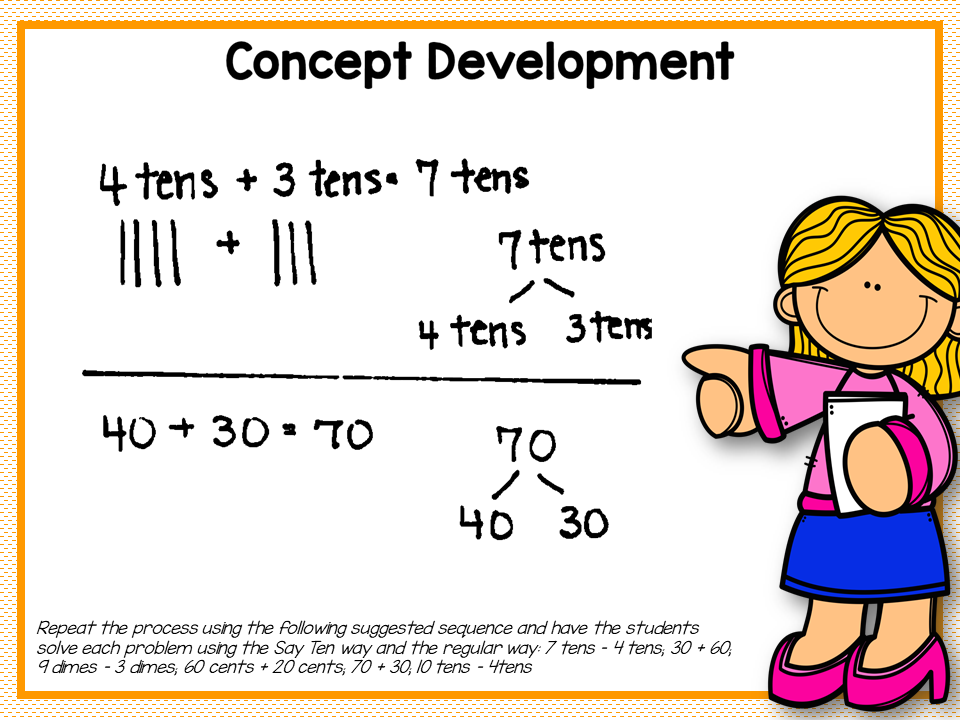 Concept Development
4 tens + 3 tens = 7 tens
|||| + |||
7 tens
4 tens 3 tens
40 + 30 = 70
70
40 30
Repeat the process using the following suggested sequence and have the students
solve each problem using the Say Ten way and the regular way: 7 tens - 4 tens; 30 + 60;
9 dimes - 3 dimes; 60 cents + 20 cents; 70 + 30; 10 tens - 4tens